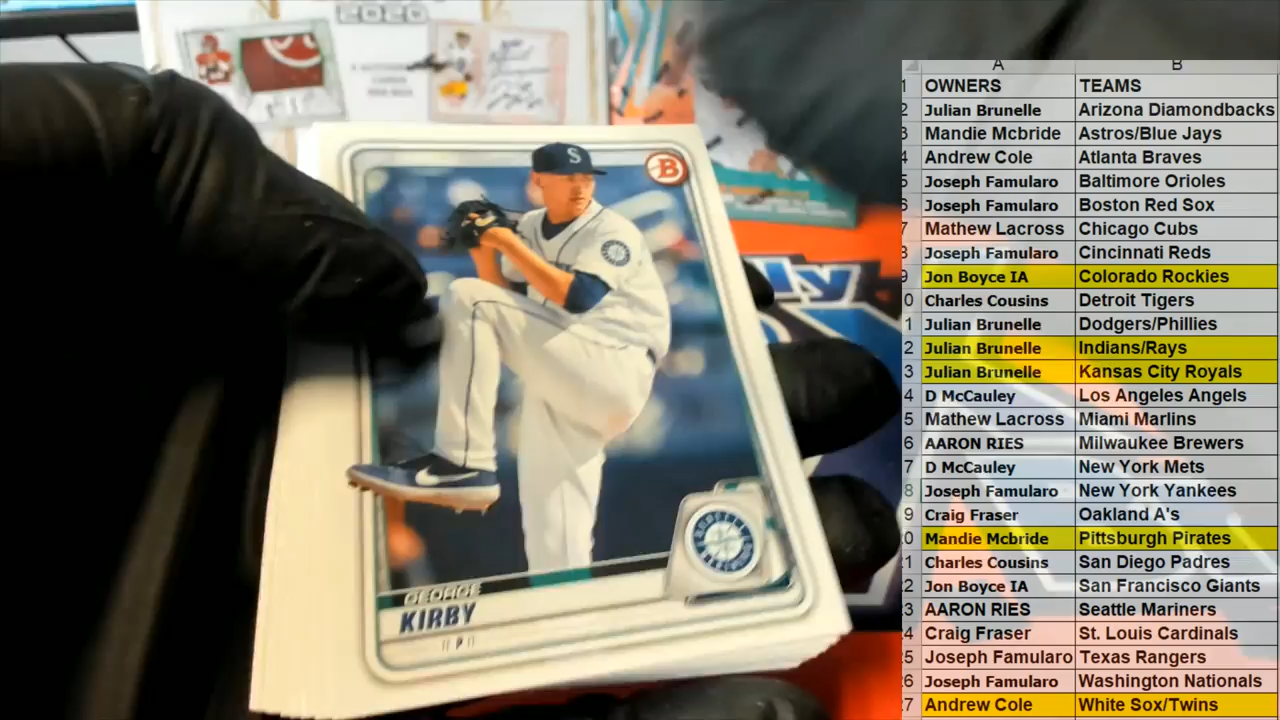 2020
S
B
GEORGE
KIRBY
P
A B
1 OWNERS TEAMS
2 Julian Brunelle Arizona Diamondbacks
3 Mandie Mcbride Astros/Blue Jays
4 Andrew Cole Atlanta Braves
5 Joseph Famularo Baltimore Orioles
6 Joseph Famularo Boston Red Sox
7 Mathew Lacross Chicago Cubs
8 Joseph Famularo Cincinnati Reds
9 Jon Boyce IA Colorado Rockies
0 Charles Cousins Detroit Tigers
1 Julian Brunelle Dodgers/Phillies
2 Julian Brunelle Indians/Rays
3 Julian Brunelle Kansas City Royals
4 D McCauley Los Angeles Angels
5 Mathew Lacross Miami Marlins
6 AARON RIES Milwaukee Brewers
7 D McCauley New York Mets
8 Joseph Famularo New York Yankees
9 Craig Fraser Oakland A's
0 Mandie Mcbride Pittsburgh Pirates
1 Charles Cousins San Diego Padres
2 Jon Boyce IA San Francisco Giants
3 AARON RIES Seattle Mariners
4 Craig Fraser St. Louis Cardinals
5 Joseph Famularo Texas Rangers
6 Joseph Famularo Washington Nationals
7 Andrew Cole White Sox/Twins